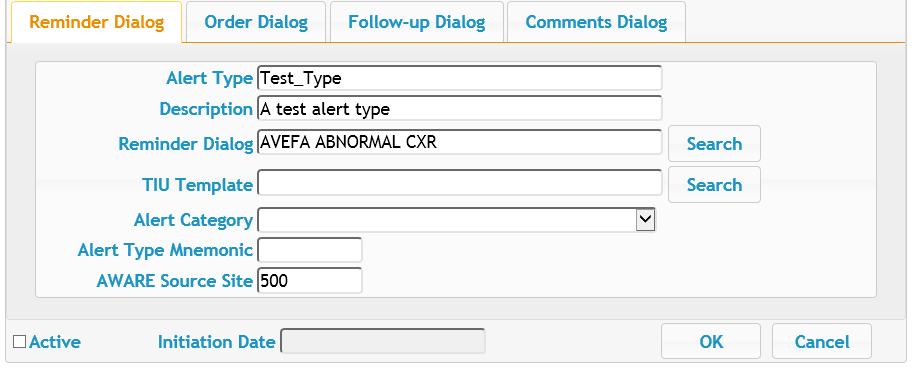 Reminder Dialog Order Dialog Follow-up Dialog Comments Dialog
Alert Type Test_Type
Description A test alert type
Reminder Dialog AVEFA ABNORMAL CXR Search
TIU Template Search
Alert Category
Alert Type Mnemonic
AWARE Source Site 500
Active Initiation Date OK Cancel